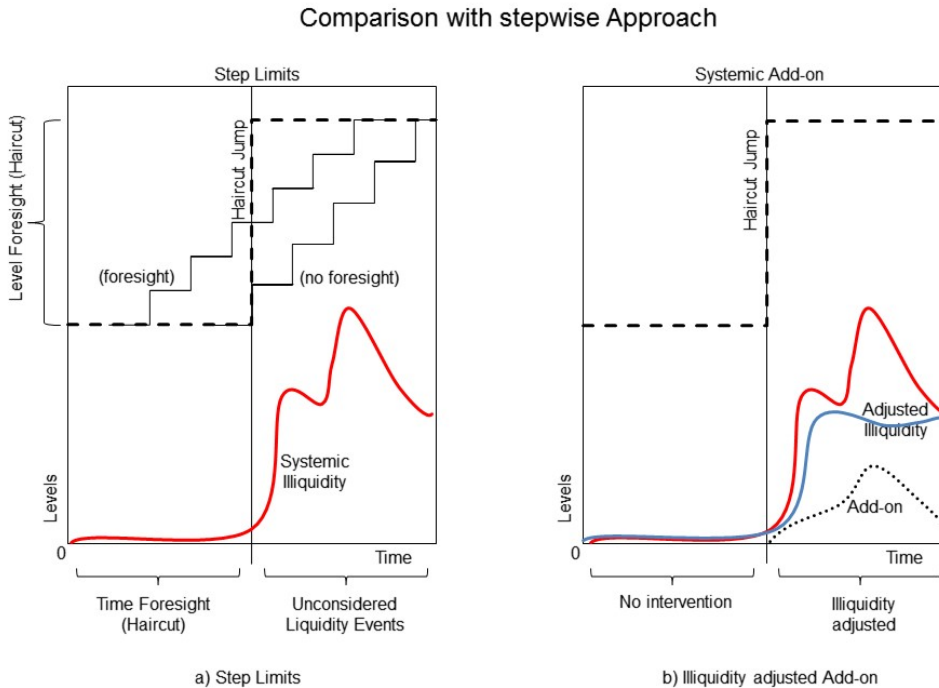 Comparison with stepwise Approach
Step Limits
Level Foresight (Haircut)
Haircut Jump
(foresight)
(no foresight)
Systemic
Illiquidity
Levels
0
Time
Time Foresight
(Haircut)
Unconsidered
Liquidity Events
a) Step Limits
Systemic Add-on
Haircut Jump
Adjusted
Illiquidity
Add-on
Levels
0
Time
No intervention
Illiquidity
adjusted
b) Illiquidity adjusted Add-on